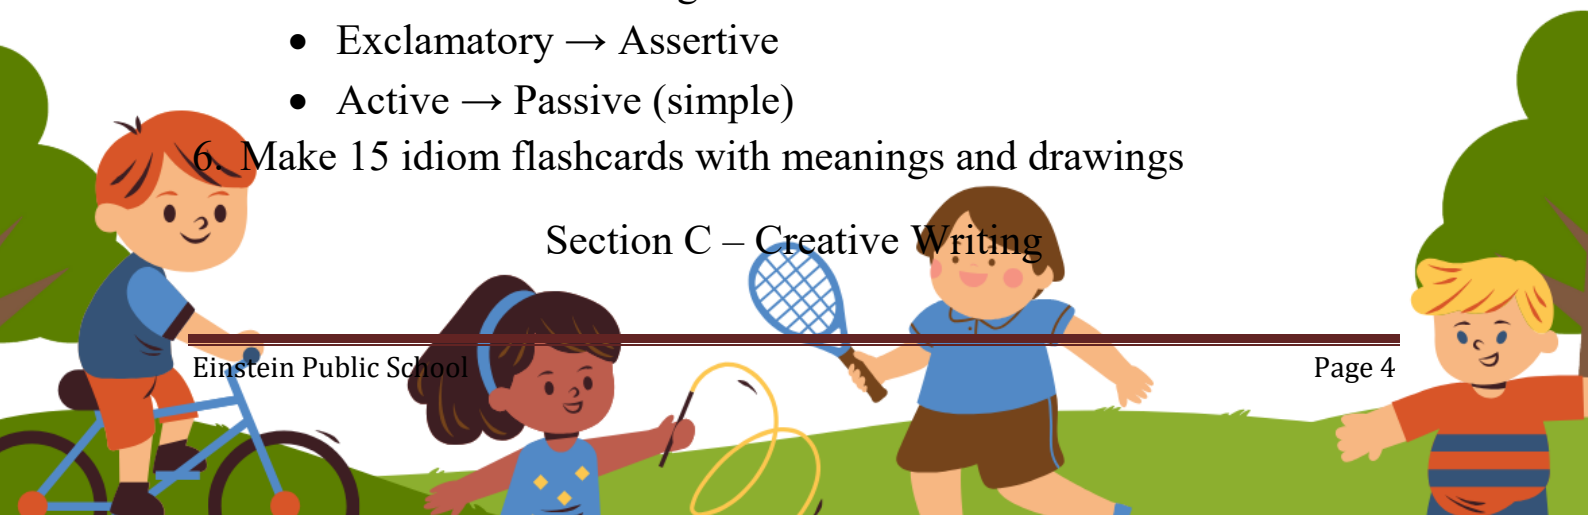 • Exclamatory → Assertive
• Active → Passive (simple)
6. Make 15 idiom flashcards with meanings and drawings
Section C – Creative Writing
Einstein Public School Page 4